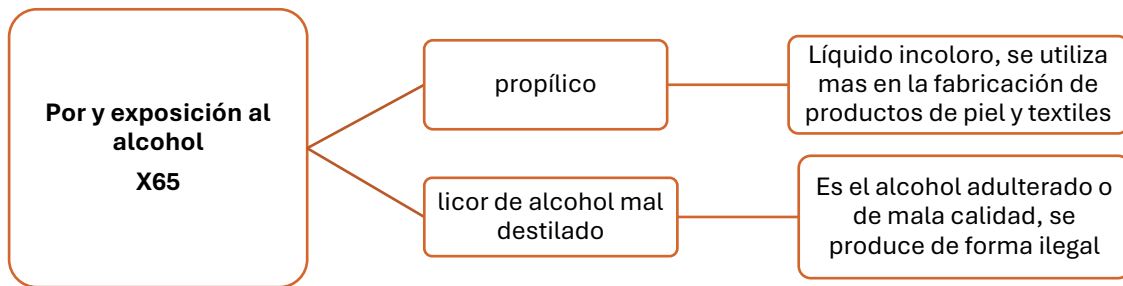 Por y exposición al
alcohol
X65
propílico
Líquido incoloro, se utiliza
mas en la fabricación de
productos de piel y textiles
licor de alcohol mal
destilado
Es el alcohol adulterado o
de mala calidad, se
produce de forma ilegal